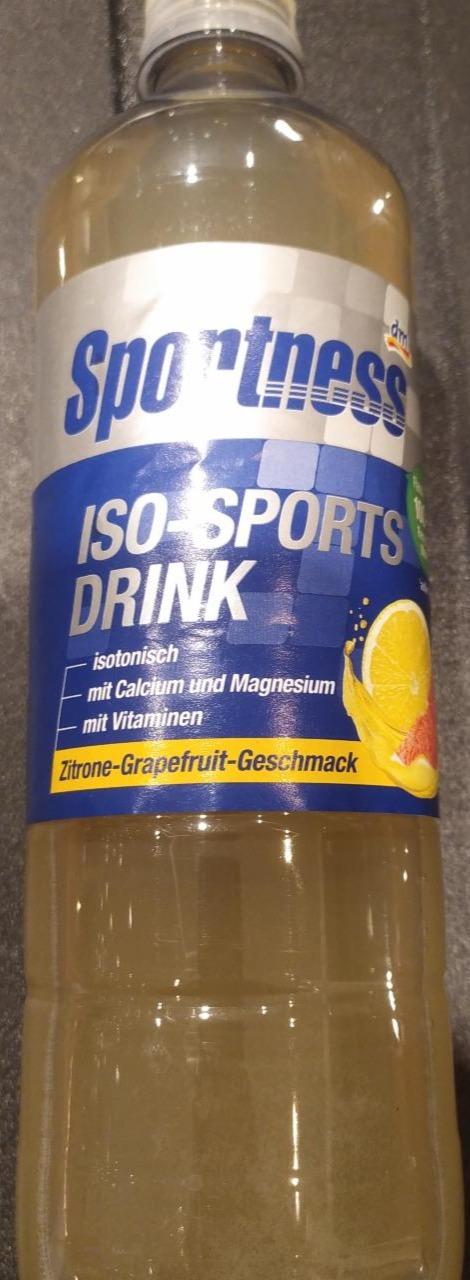 dm
Sportness
ISO-SPORTS
DRINK
isotonisch
mit Calcium und Magnesium
mit Vitaminen
Zitrone-Grapefruit-Geschmack